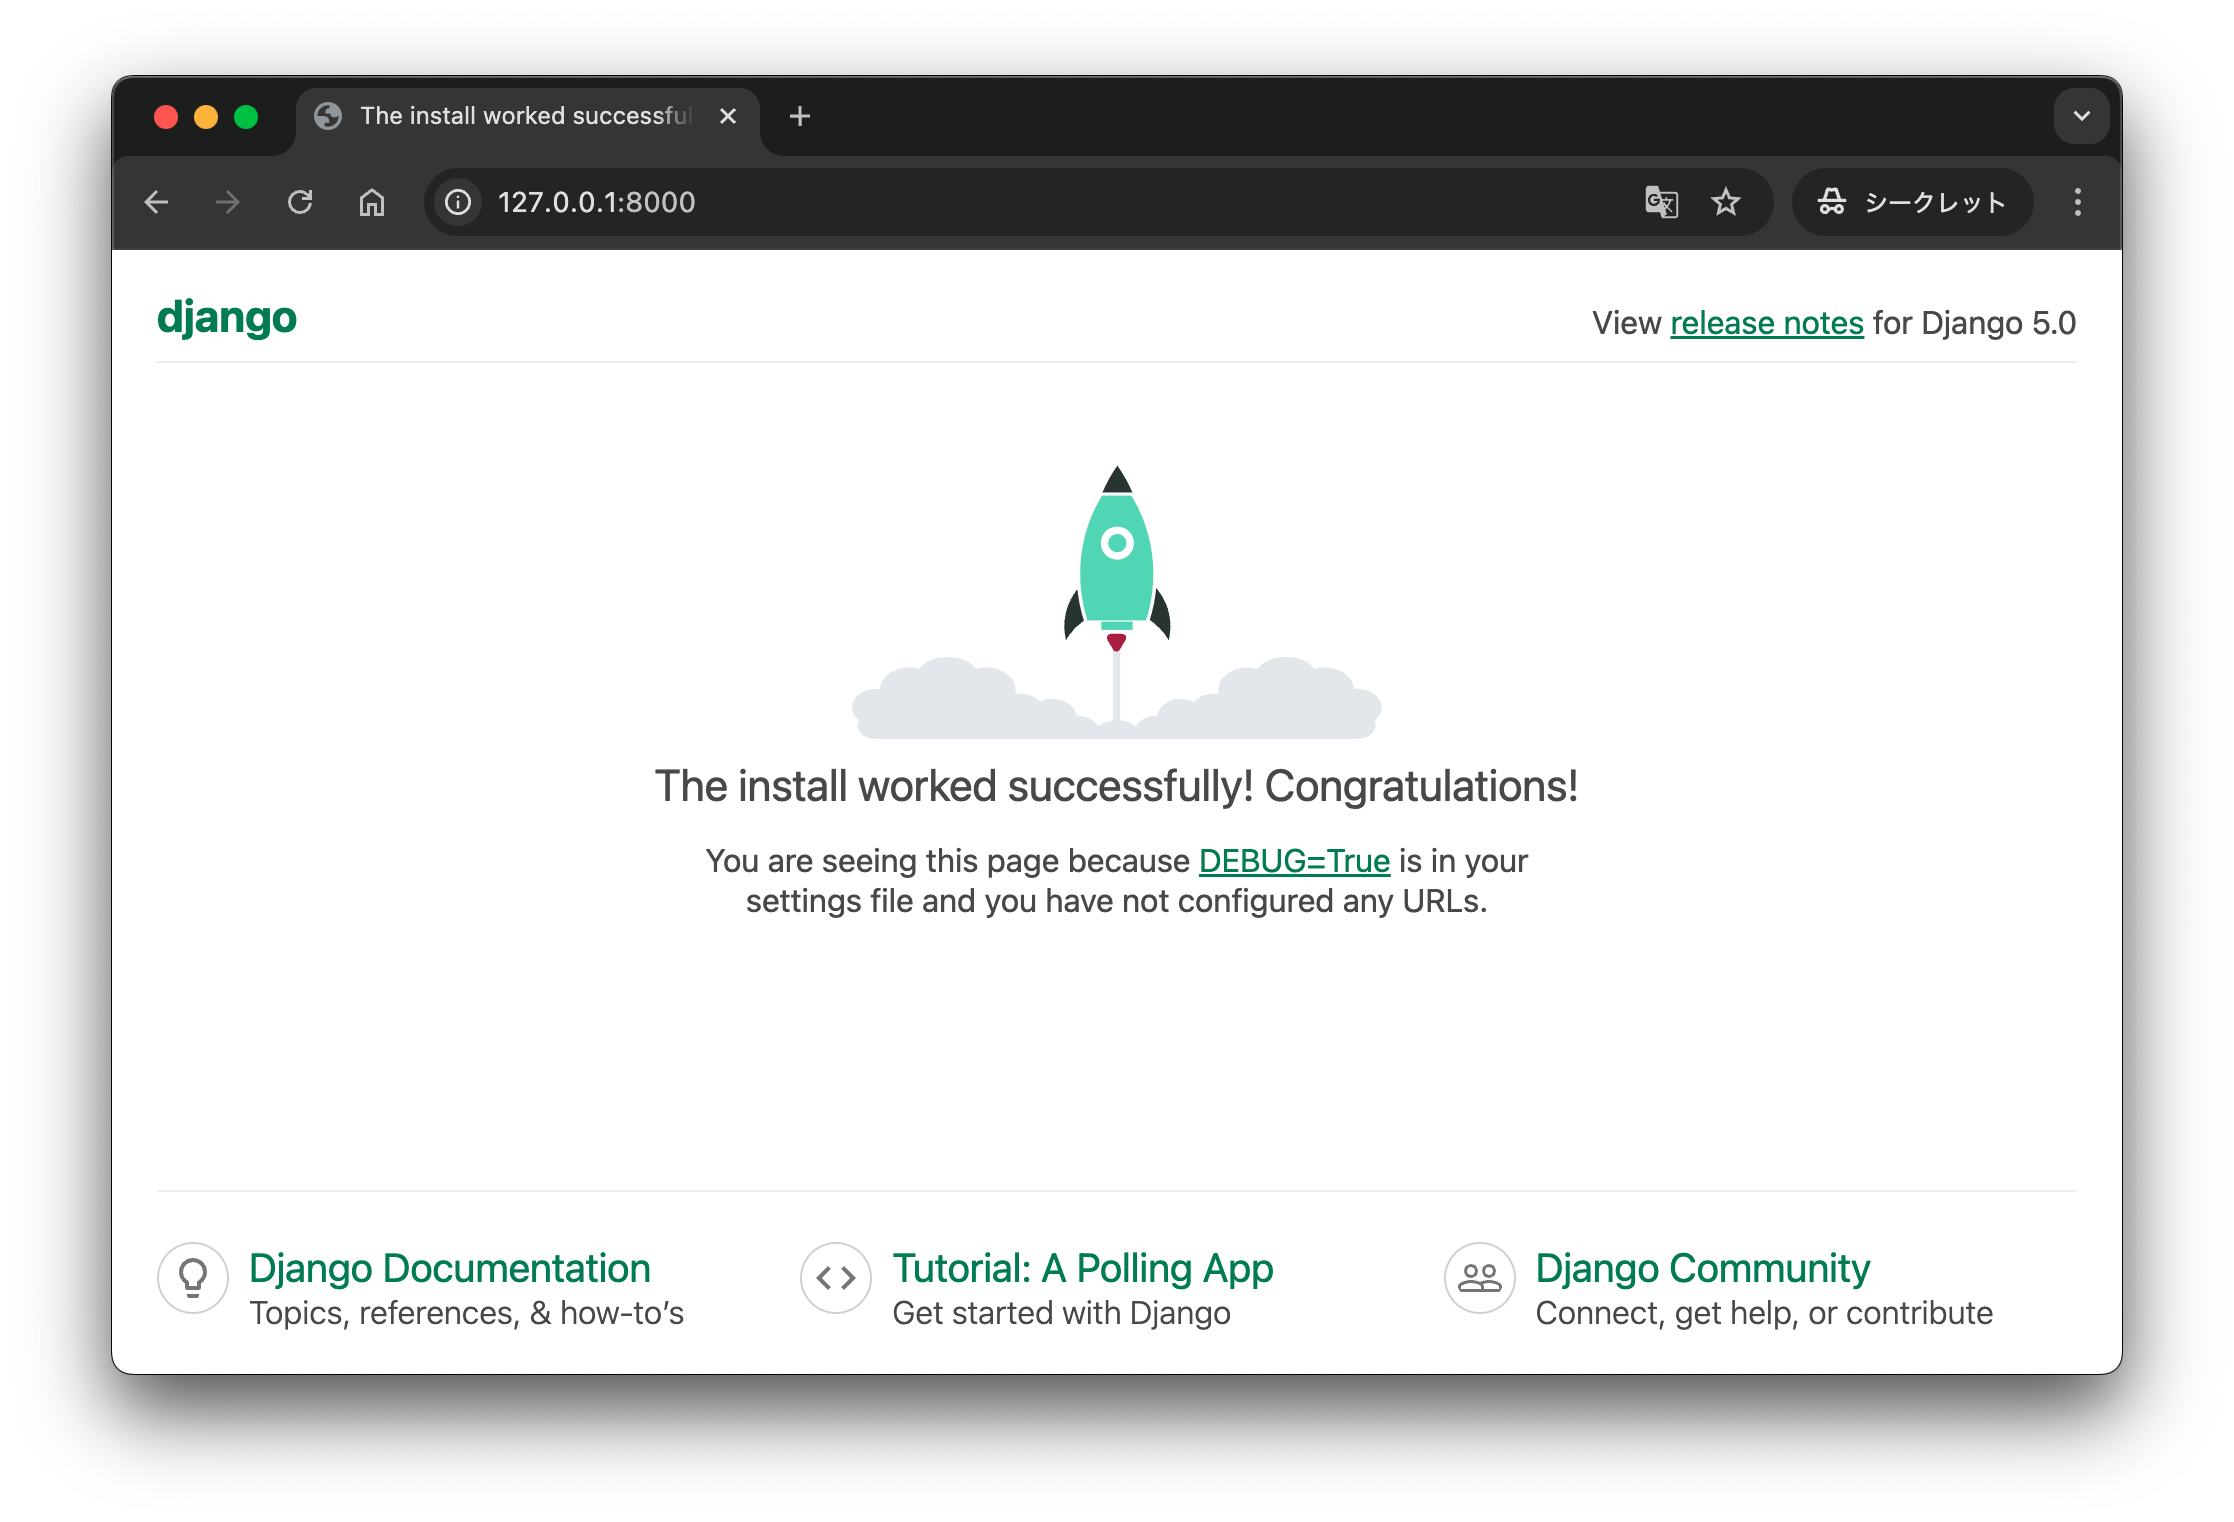 The install worked successful
127.0.0.1:8000
シークレット
django
View release notes for Django 5.0
The install worked successfully! Congratulations!
You are seeing this page because DEBUG=True is in your
settings file and you have not configured any URLs.
Django Documentation
Topics, references, & how-to’s
Tutorial: A Polling App
Get started with Django
Django Community
Connect, get help, or contribute